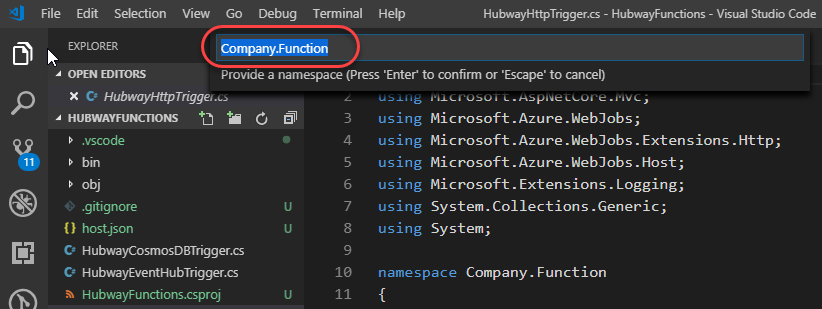 File Edit Selection View Go Debug Terminal Help HubwayHttpTrigger.cs - HubwayFunctions - Visual Studio Code
EXPLORER
Company.Function
Provide a namespace (Press 'Enter' to confirm or 'Escape' to cancel)
OPEN EDITORS
HubwayHttpTrigger.cs
HUBWAYFUNCTIONS
.vscode
bin
obj
.gitignore U
host.json U
HubwayCosmosDBTrigger.cs
HubwayEventHubTrigger.cs
HubwayFunctions.csproj U
11
2 using Microsoft.AspNetCore.Mvc;
3 using Microsoft.Azure.WebJobs;
4 using Microsoft.Azure.WebJobs.Extensions.Http;
5 using Microsoft.Azure.WebJobs.Host;
6 using Microsoft.Extensions.Logging;
7 using System.Collections.Generic;
8 using System;
9
10 namespace Company.Function
11 {